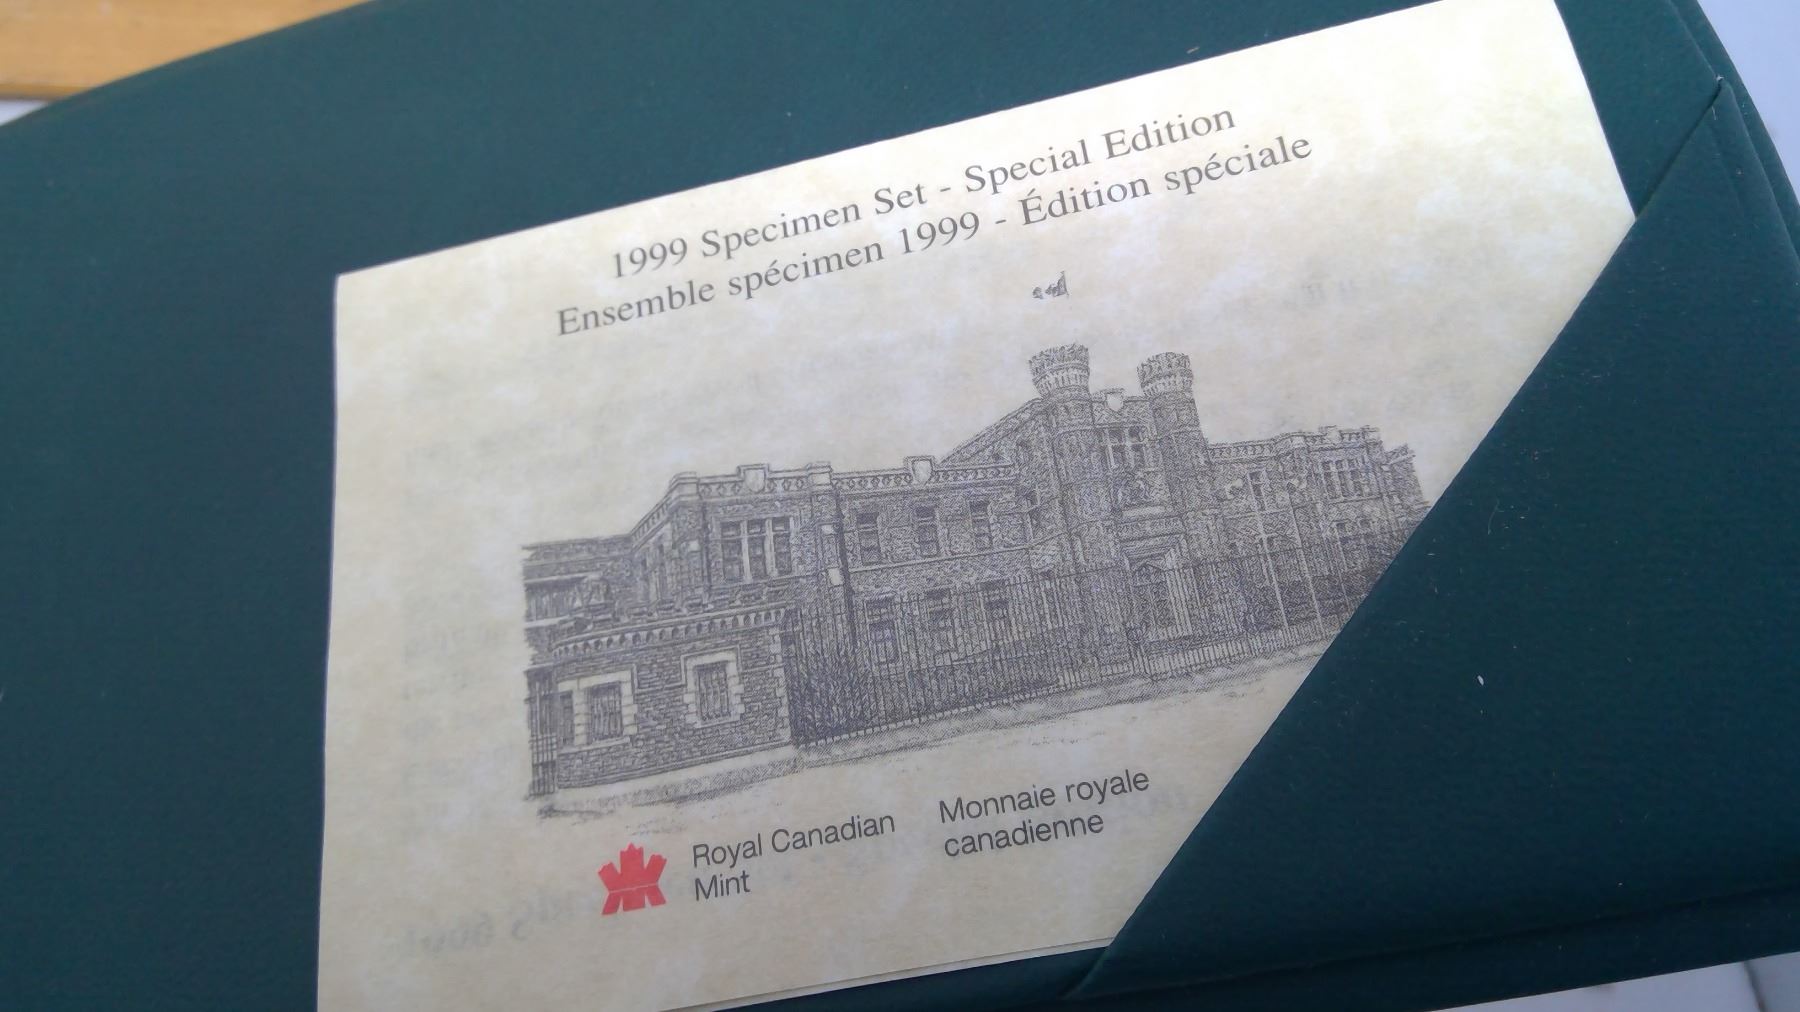 1999 Specimen Set - Special Edition
Ensemble spécimen 1999 - Édition spéciale
Royal Canadian
Mint
Monnaie royale
canadienne